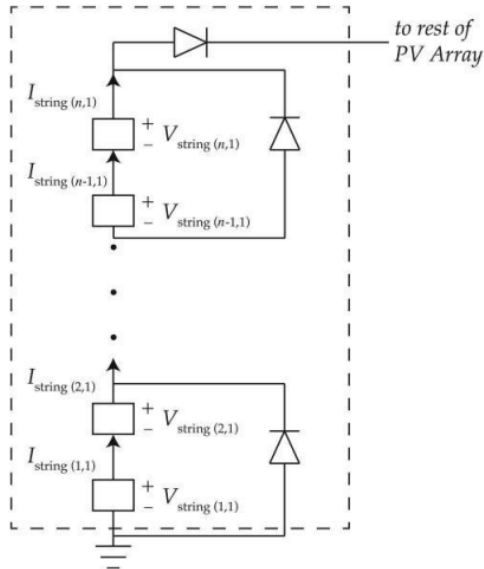 to rest of
PV Array
I string (n,1)
+
− V string (n,1)
I string (n-1,1)
+
− V string (n-1,1)
I string (2,1)
+
− V string (2,1)
I string (1,1)
+
− V string (1,1)